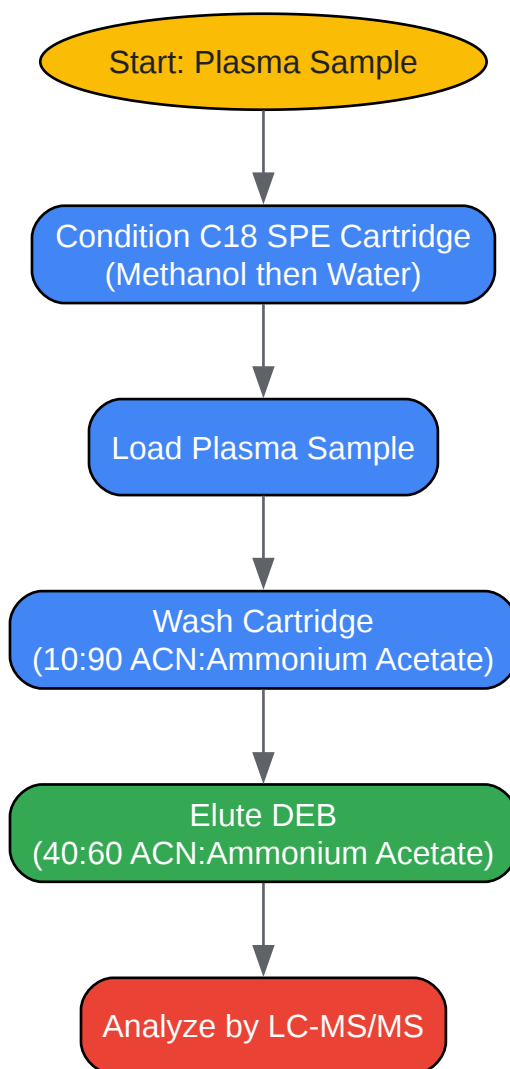 Start: Plasma Sample
Condition C18 SPE Cartridge
(Methanol then Water)
Load Plasma Sample
Wash Cartridge
(10:90 ACN:Ammonium Acetate)
Elute DEB
(40:60 ACN:Ammonium Acetate)
Analyze by LC-MS/MS